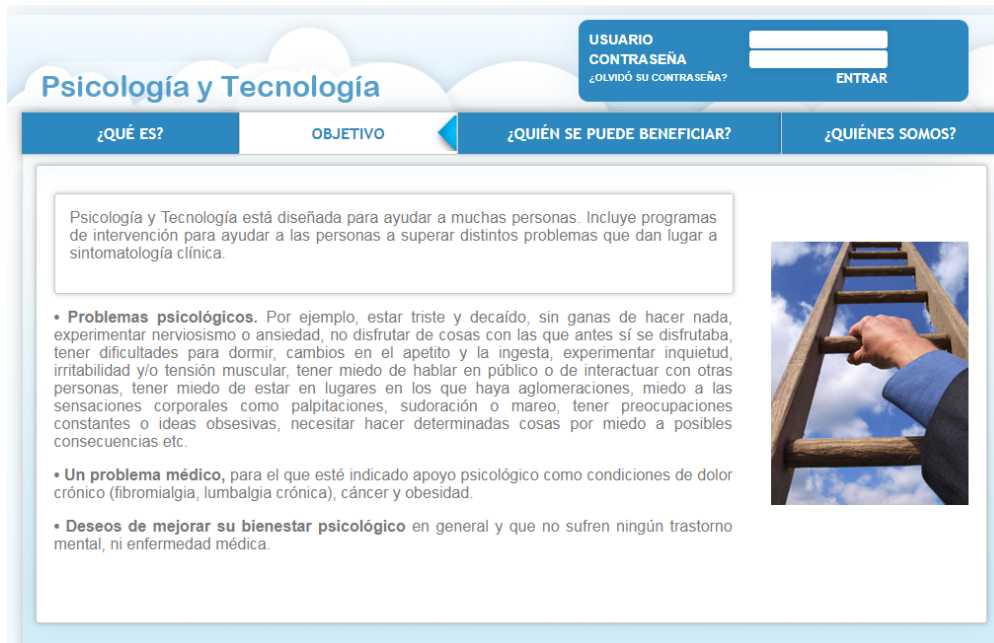 USUARIO
CONTRASEÑA
¿OLVIDÓ SU CONTRASEÑA?
ENTRAR
Psicología y Tecnología
¿QUÉ ES?
OBJETIVO
¿QUIÉN SE PUEDE BENEFICIAR?
¿QUIÉNES SOMOS?
Psicología y Tecnología está diseñada para ayudar a muchas personas. Incluye programas
de intervención para ayudar a las personas a superar distintos problemas que dan lugar a
sintomatología clínica.
• Problemas psicológicos. Por ejemplo, estar triste y decaído, sin ganas de hacer nada,
experimentar nerviosismo o ansiedad, no disfrutar de cosas con las que antes sí se disfrutaba,
tener dificultades para dormir, cambios en el apetito y la ingesta, experimentar inquietud,
irritabilidad y/o tensión muscular, tener miedo de hablar en público o de interactuar con otras
personas, tener miedo de estar en lugares en los que haya aglomeraciones, miedo a las
sensaciones corporales como palpitaciones, sudoración o mareo, tener preocupaciones
constantes o ideas obsesivas, necesitar hacer determinadas cosas por miedo a posibles
consecuencias etc.
• Un problema médico, para el que esté indicado apoyo psicológico como condiciones de dolor
crónico (fibromialgia, lumbalgia crónica), cáncer y obesidad.
• Deseos de mejorar su bienestar psicológico en general y que no sufren ningún trastorno
mental, ni enfermedad médica.